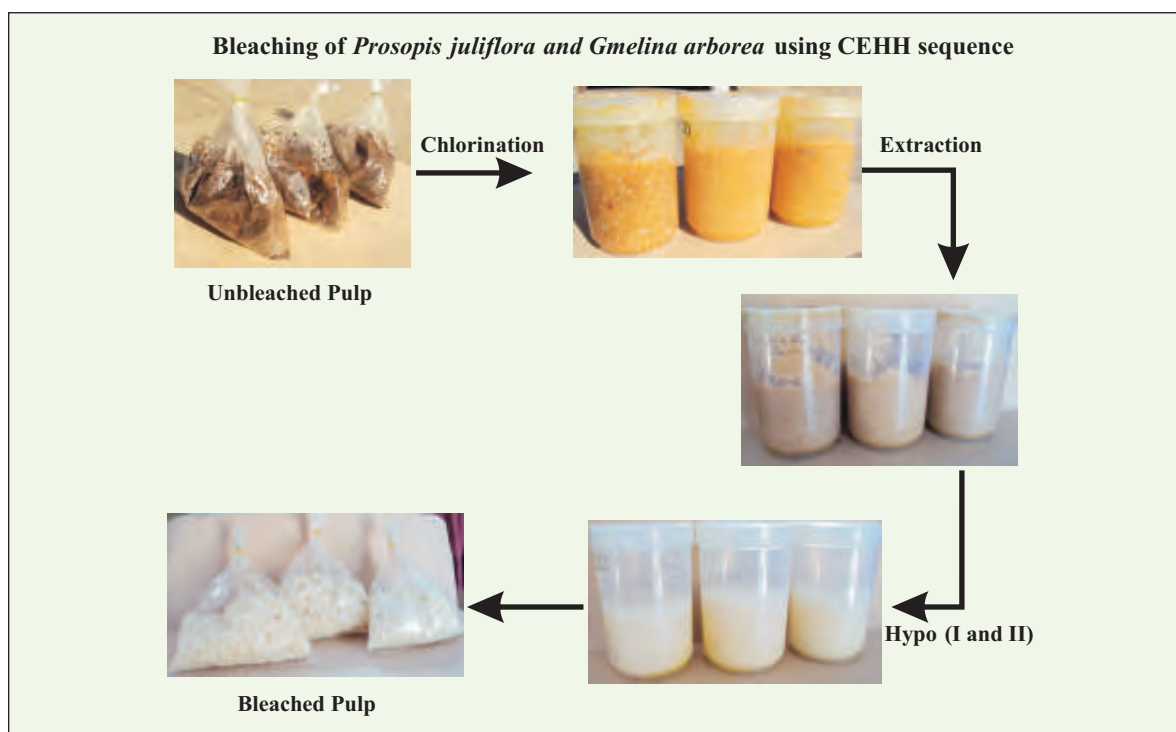 Bleaching of Prosopis juliflora and Gmelina arborea using CEHH sequence
Chlorination
Extraction
Unbleached Pulp
Hypo (I and II)
Bleached Pulp